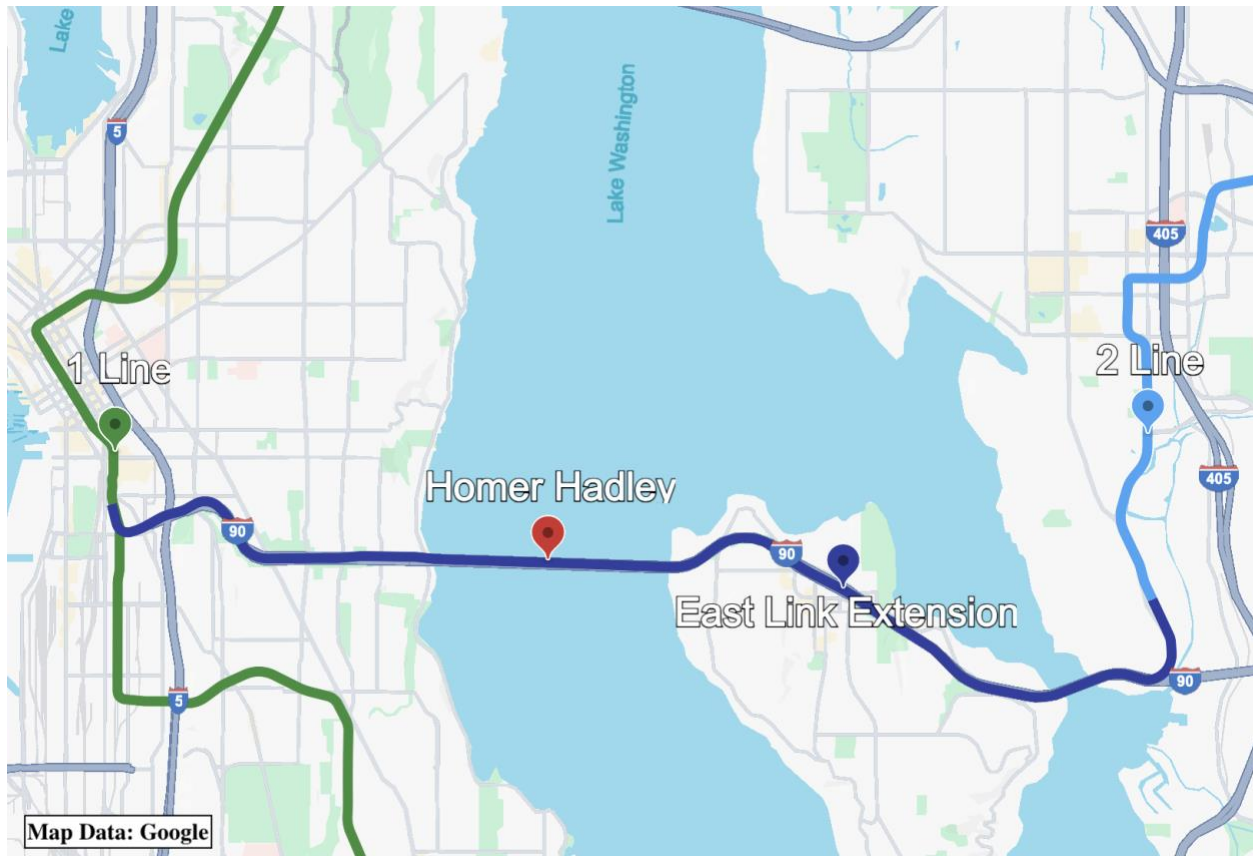 Lake
5
Lake Washington
405
1 Line
2 Line
Homer Hadley
405
90
90
East Link Extension
90
5
Map Data: Google